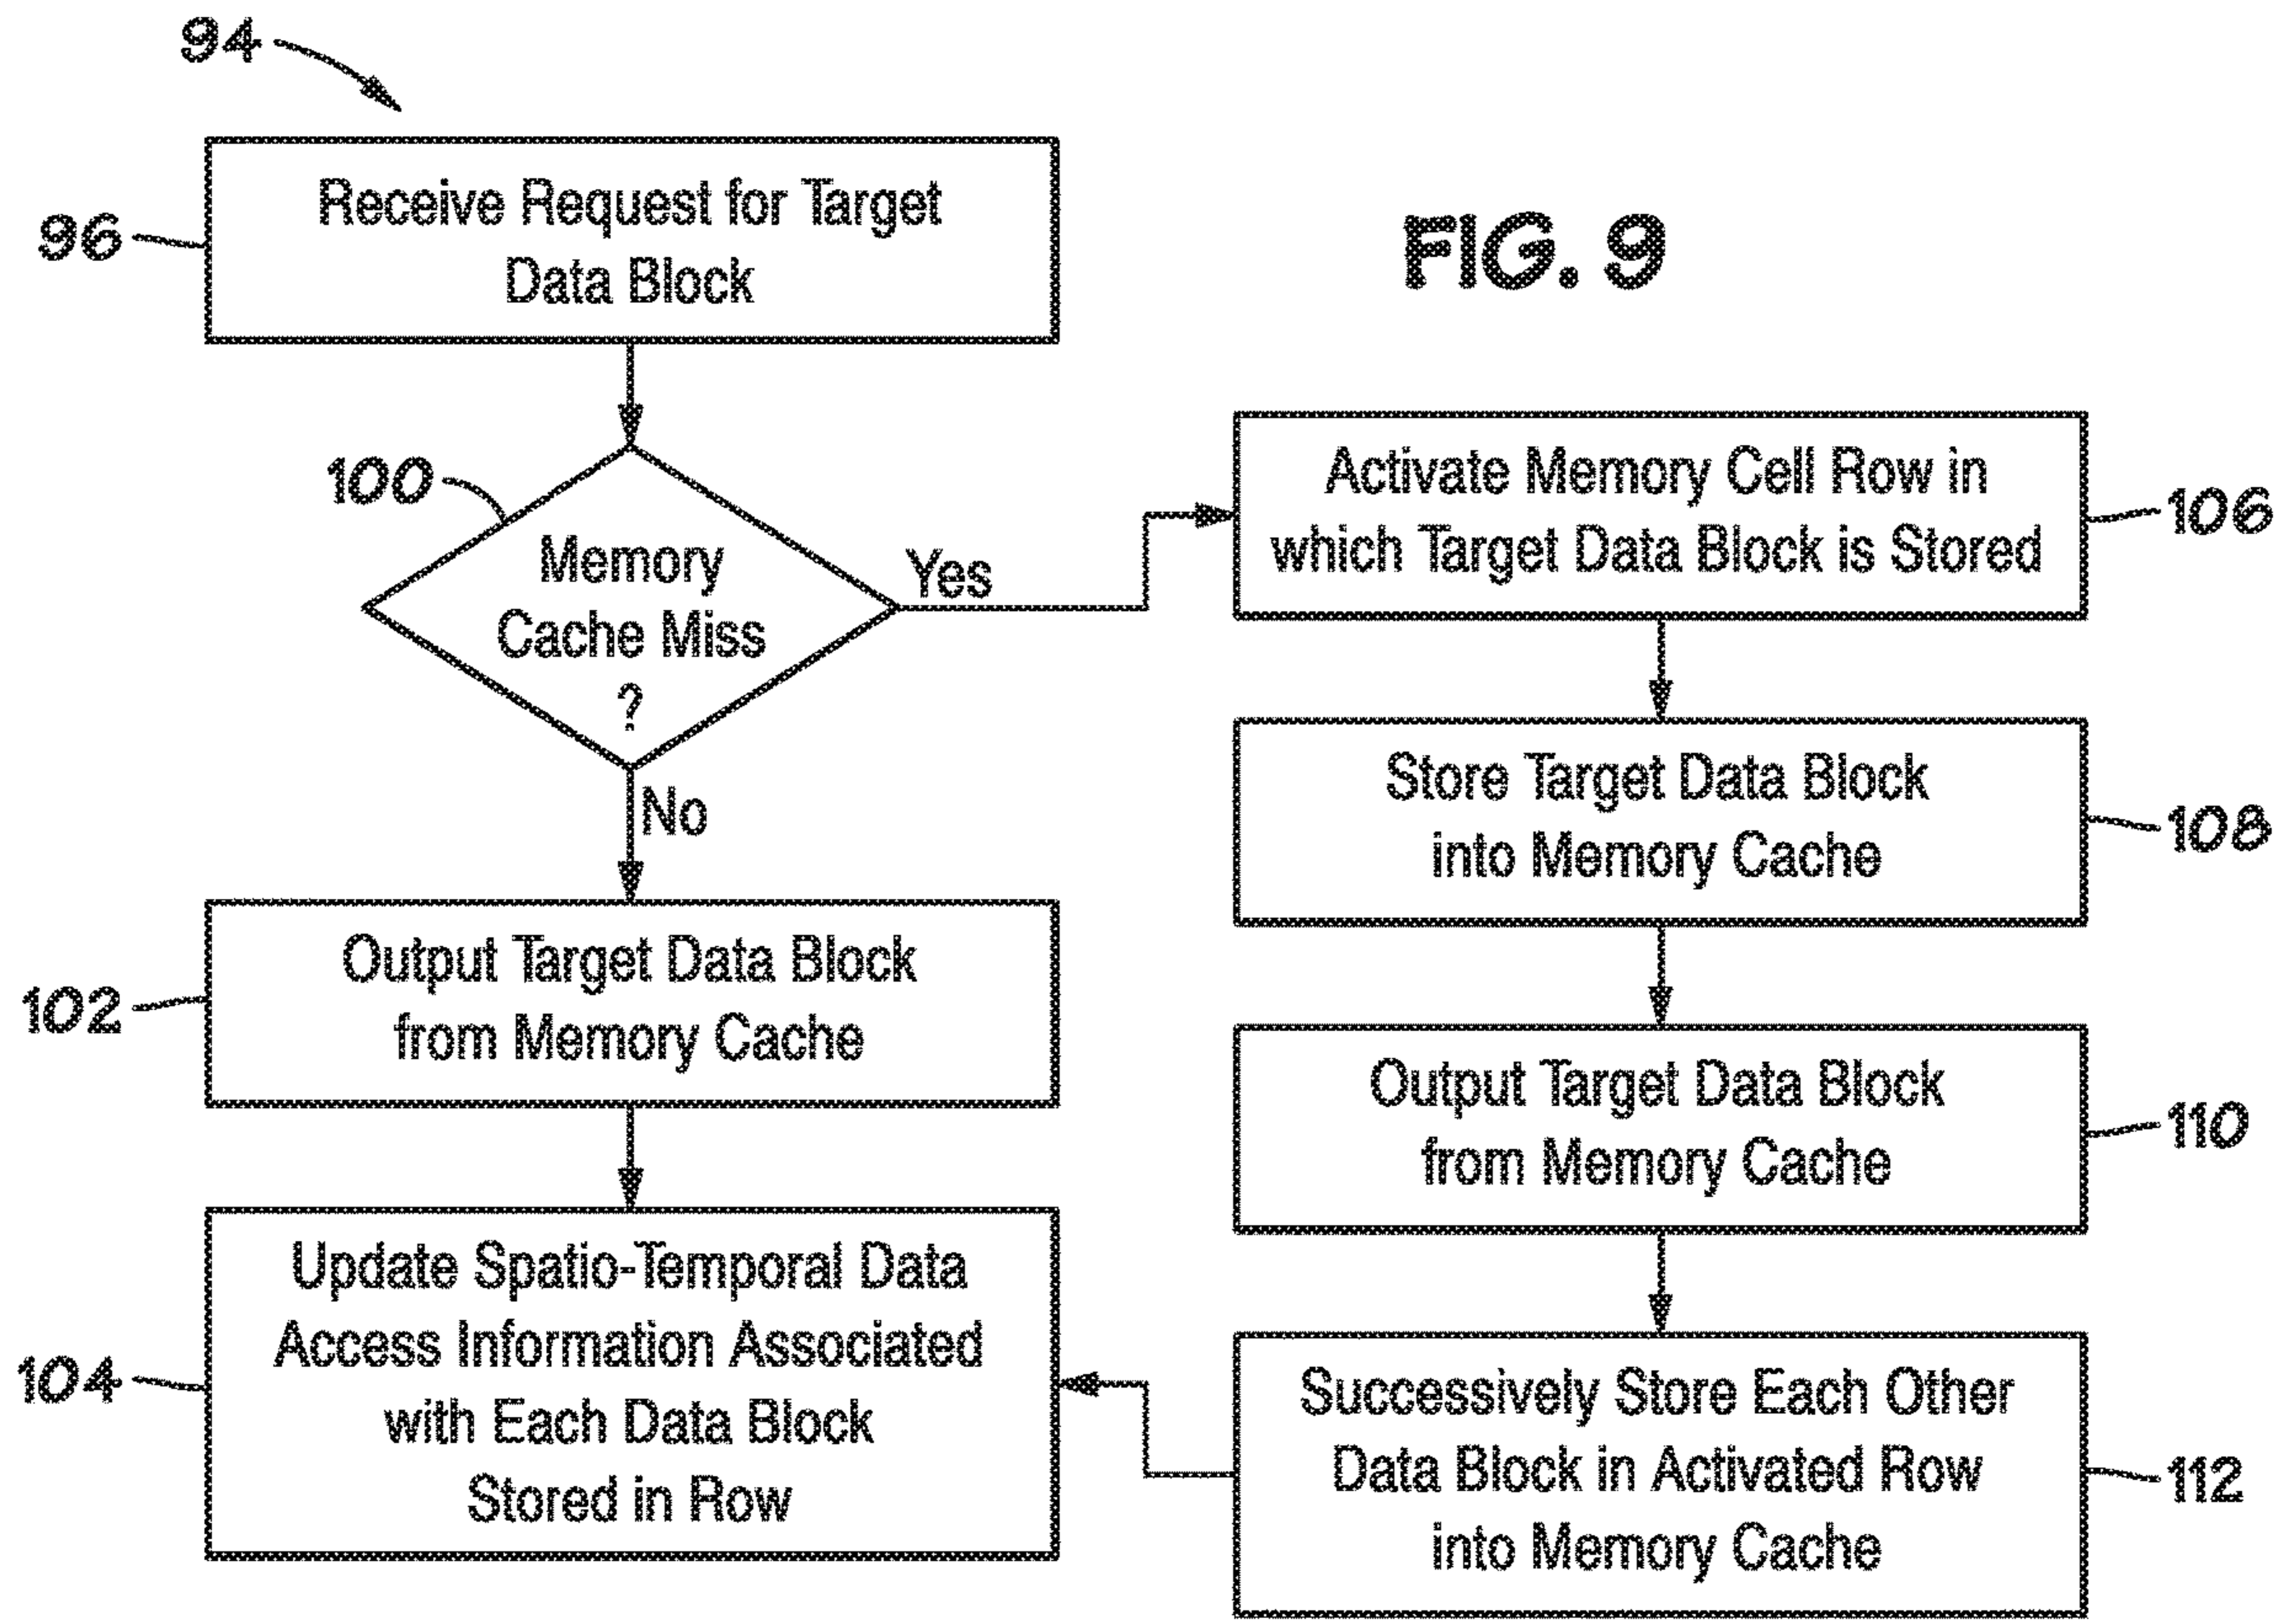 94
96
Receive Request for Target
Data Block
FIG. 9
100
Memory
Cache Miss
?
Yes
No
Activate Memory Cell Row in
which Target Data Block is Stored
106
Store Target Data Block
into Memory Cache
108
102
Output Target Data Block
from Memory Cache
Output Target Data Block
from Memory Cache
110
104
Update Spatio-Temporal Data
Access Information Associated
with Each Data Block
Stored in Row
Successively Store Each Other
Data Block in Activated Row
into Memory Cache
112